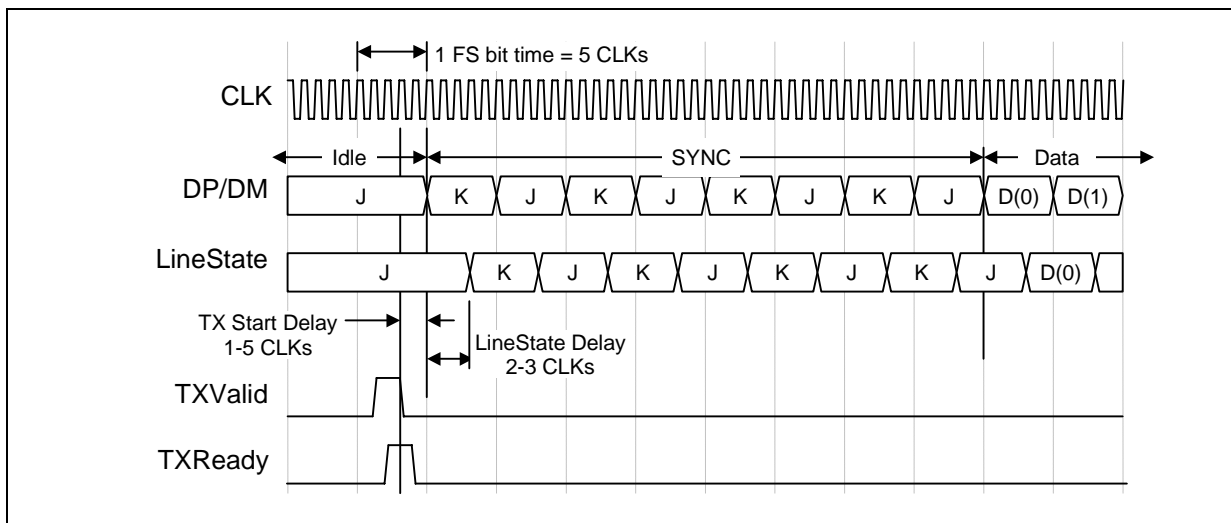 1 FS bit time = 5 CLKs
CLK
Idle
SYNC
Data
DP/DM
J K J K J K J K J D(0) D(1)
LineState
J K J K J K J K J D(0)
TX Start Delay
1-5 CLKs
LineState Delay
2-3 CLKs
TXValid
TXReady